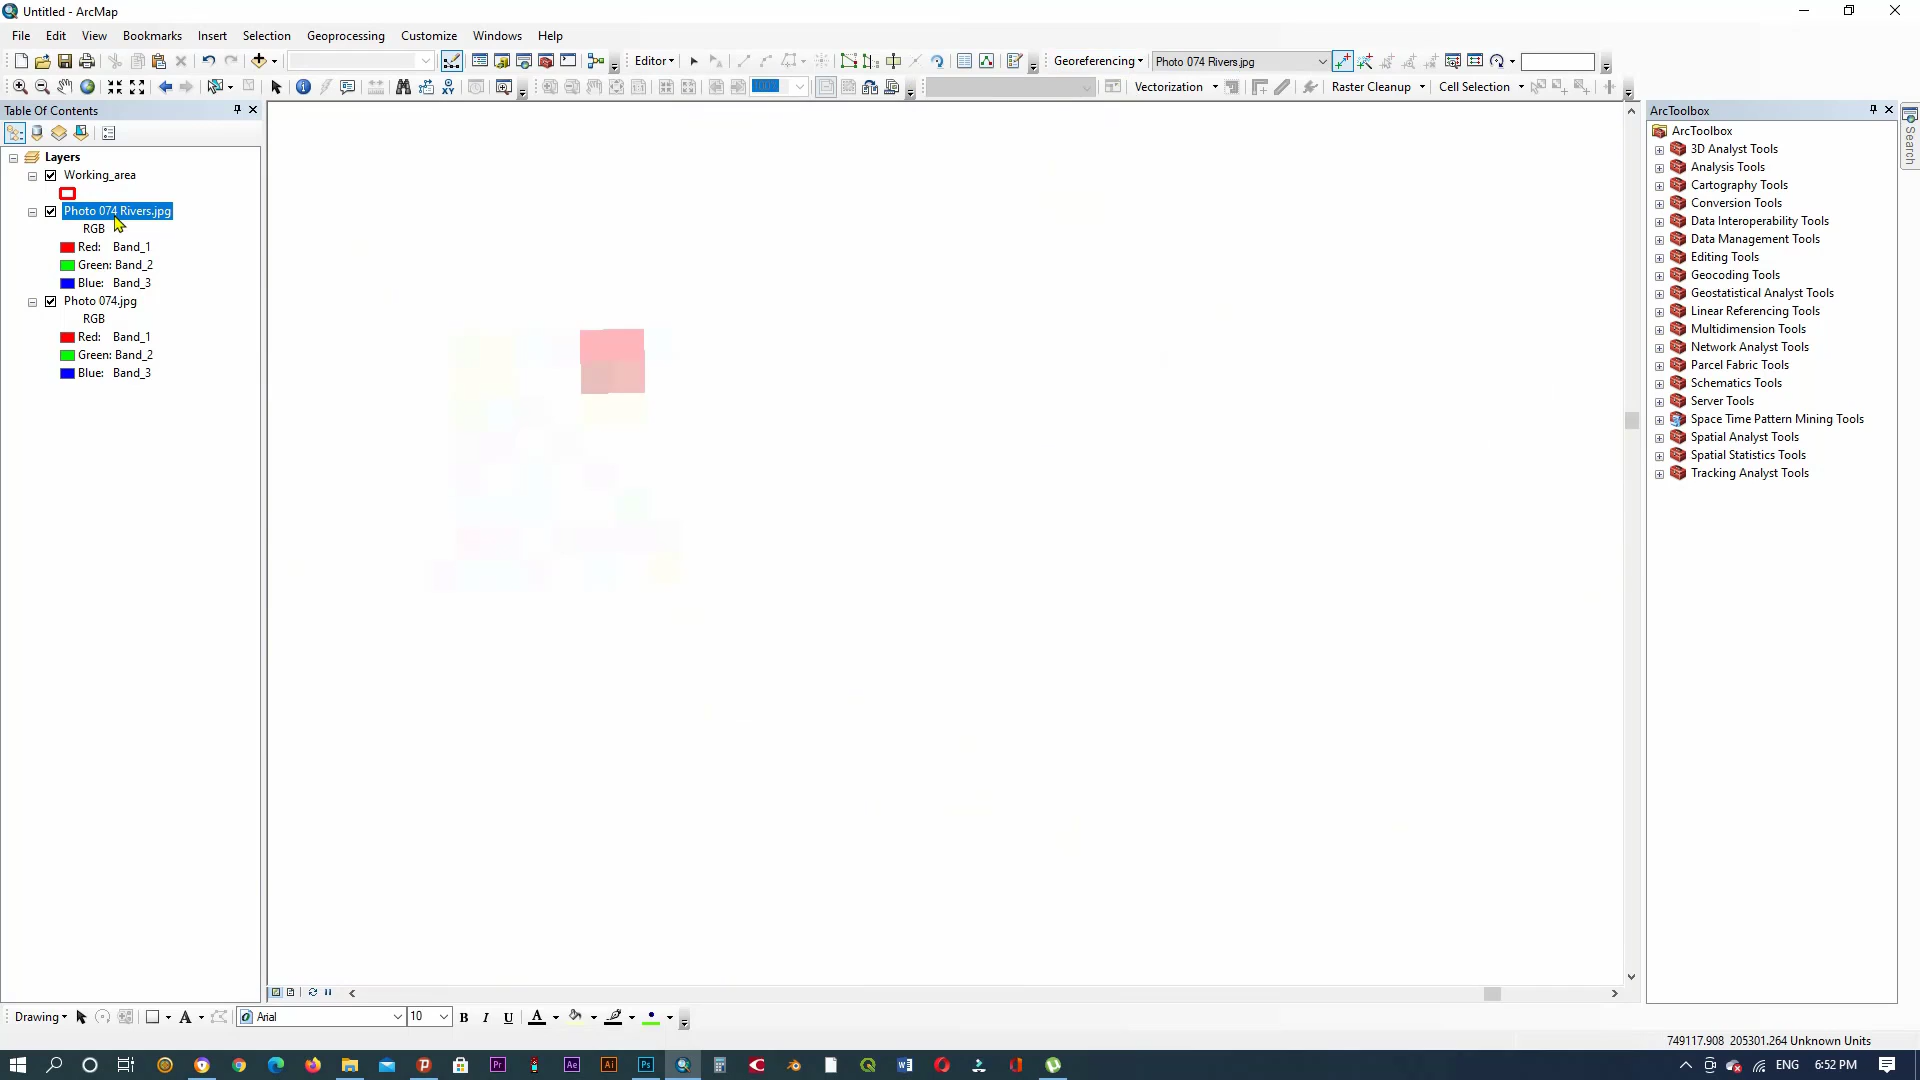 Untitled - ArcMap
File Edit View Bookmarks Insert Selection Geoprocessing Customize Windows Help
Editor Georeferencing Photo 074 Rivers.jpg
Vectorization Raster Cleanup Cell Selection
Table Of Contents
Layers
Working_area
Photo 074 Rivers.jpg
RGB
Red: Band_1
Green: Band_2
Blue: Band_3
Photo 074.jpg
RGB
Red: Band_1
Green: Band_2
Blue: Band_3
ArcToolbox
ArcToolbox
3D Analyst Tools
Analysis Tools
Cartography Tools
Conversion Tools
Data Interoperability Tools
Data Management Tools
Editing Tools
Geocoding Tools
Geostatistical Analyst Tools
Linear Referencing Tools
Multidimension Tools
Network Analyst Tools
Parcel Fabric Tools
Schematics Tools
Server Tools
Space Time Pattern Mining Tools
Spatial Analyst Tools
Spatial Statistics Tools
Tracking Analyst Tools
Search
Drawing A Arial 10 B I U A
749117.908 205301.264 Unknown Units
Pr Ae Ai Ps ENG 6:52 PM